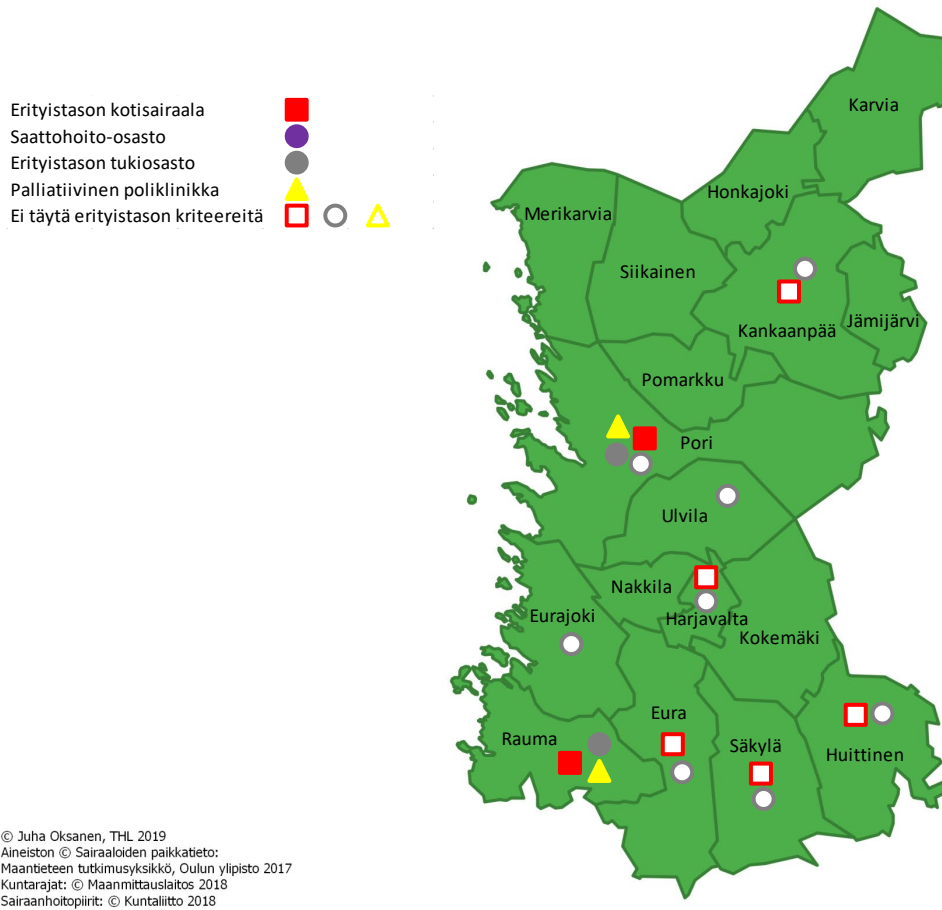 Erityistason kotisairaala
Saattohoito-osasto
Erityistason tukiosasto
Palliatiivinen poliklinikka
Ei täytä erityistason kriteereitä
Karvia
Honkajoki
Merikarvia
Siikainen
Kankaanpää
Jämijärvi
Pomarkku
Pori
Ulvila
Nakkila
Harjavalta
Eurajoki
Kokemäki
Eura
Rauma
Säkylä
Huittinen
© Juha Oksanen, THL 2019
Aineiston © Sairaaloiden paikkatieto:
Maantieteen tutkimusyksikkö, Oulun ylipisto 2017
Kuntarajat: © Maanmittauslaitos 2018
Sairaanhoitopiirit: © Kuntaliitto 2018